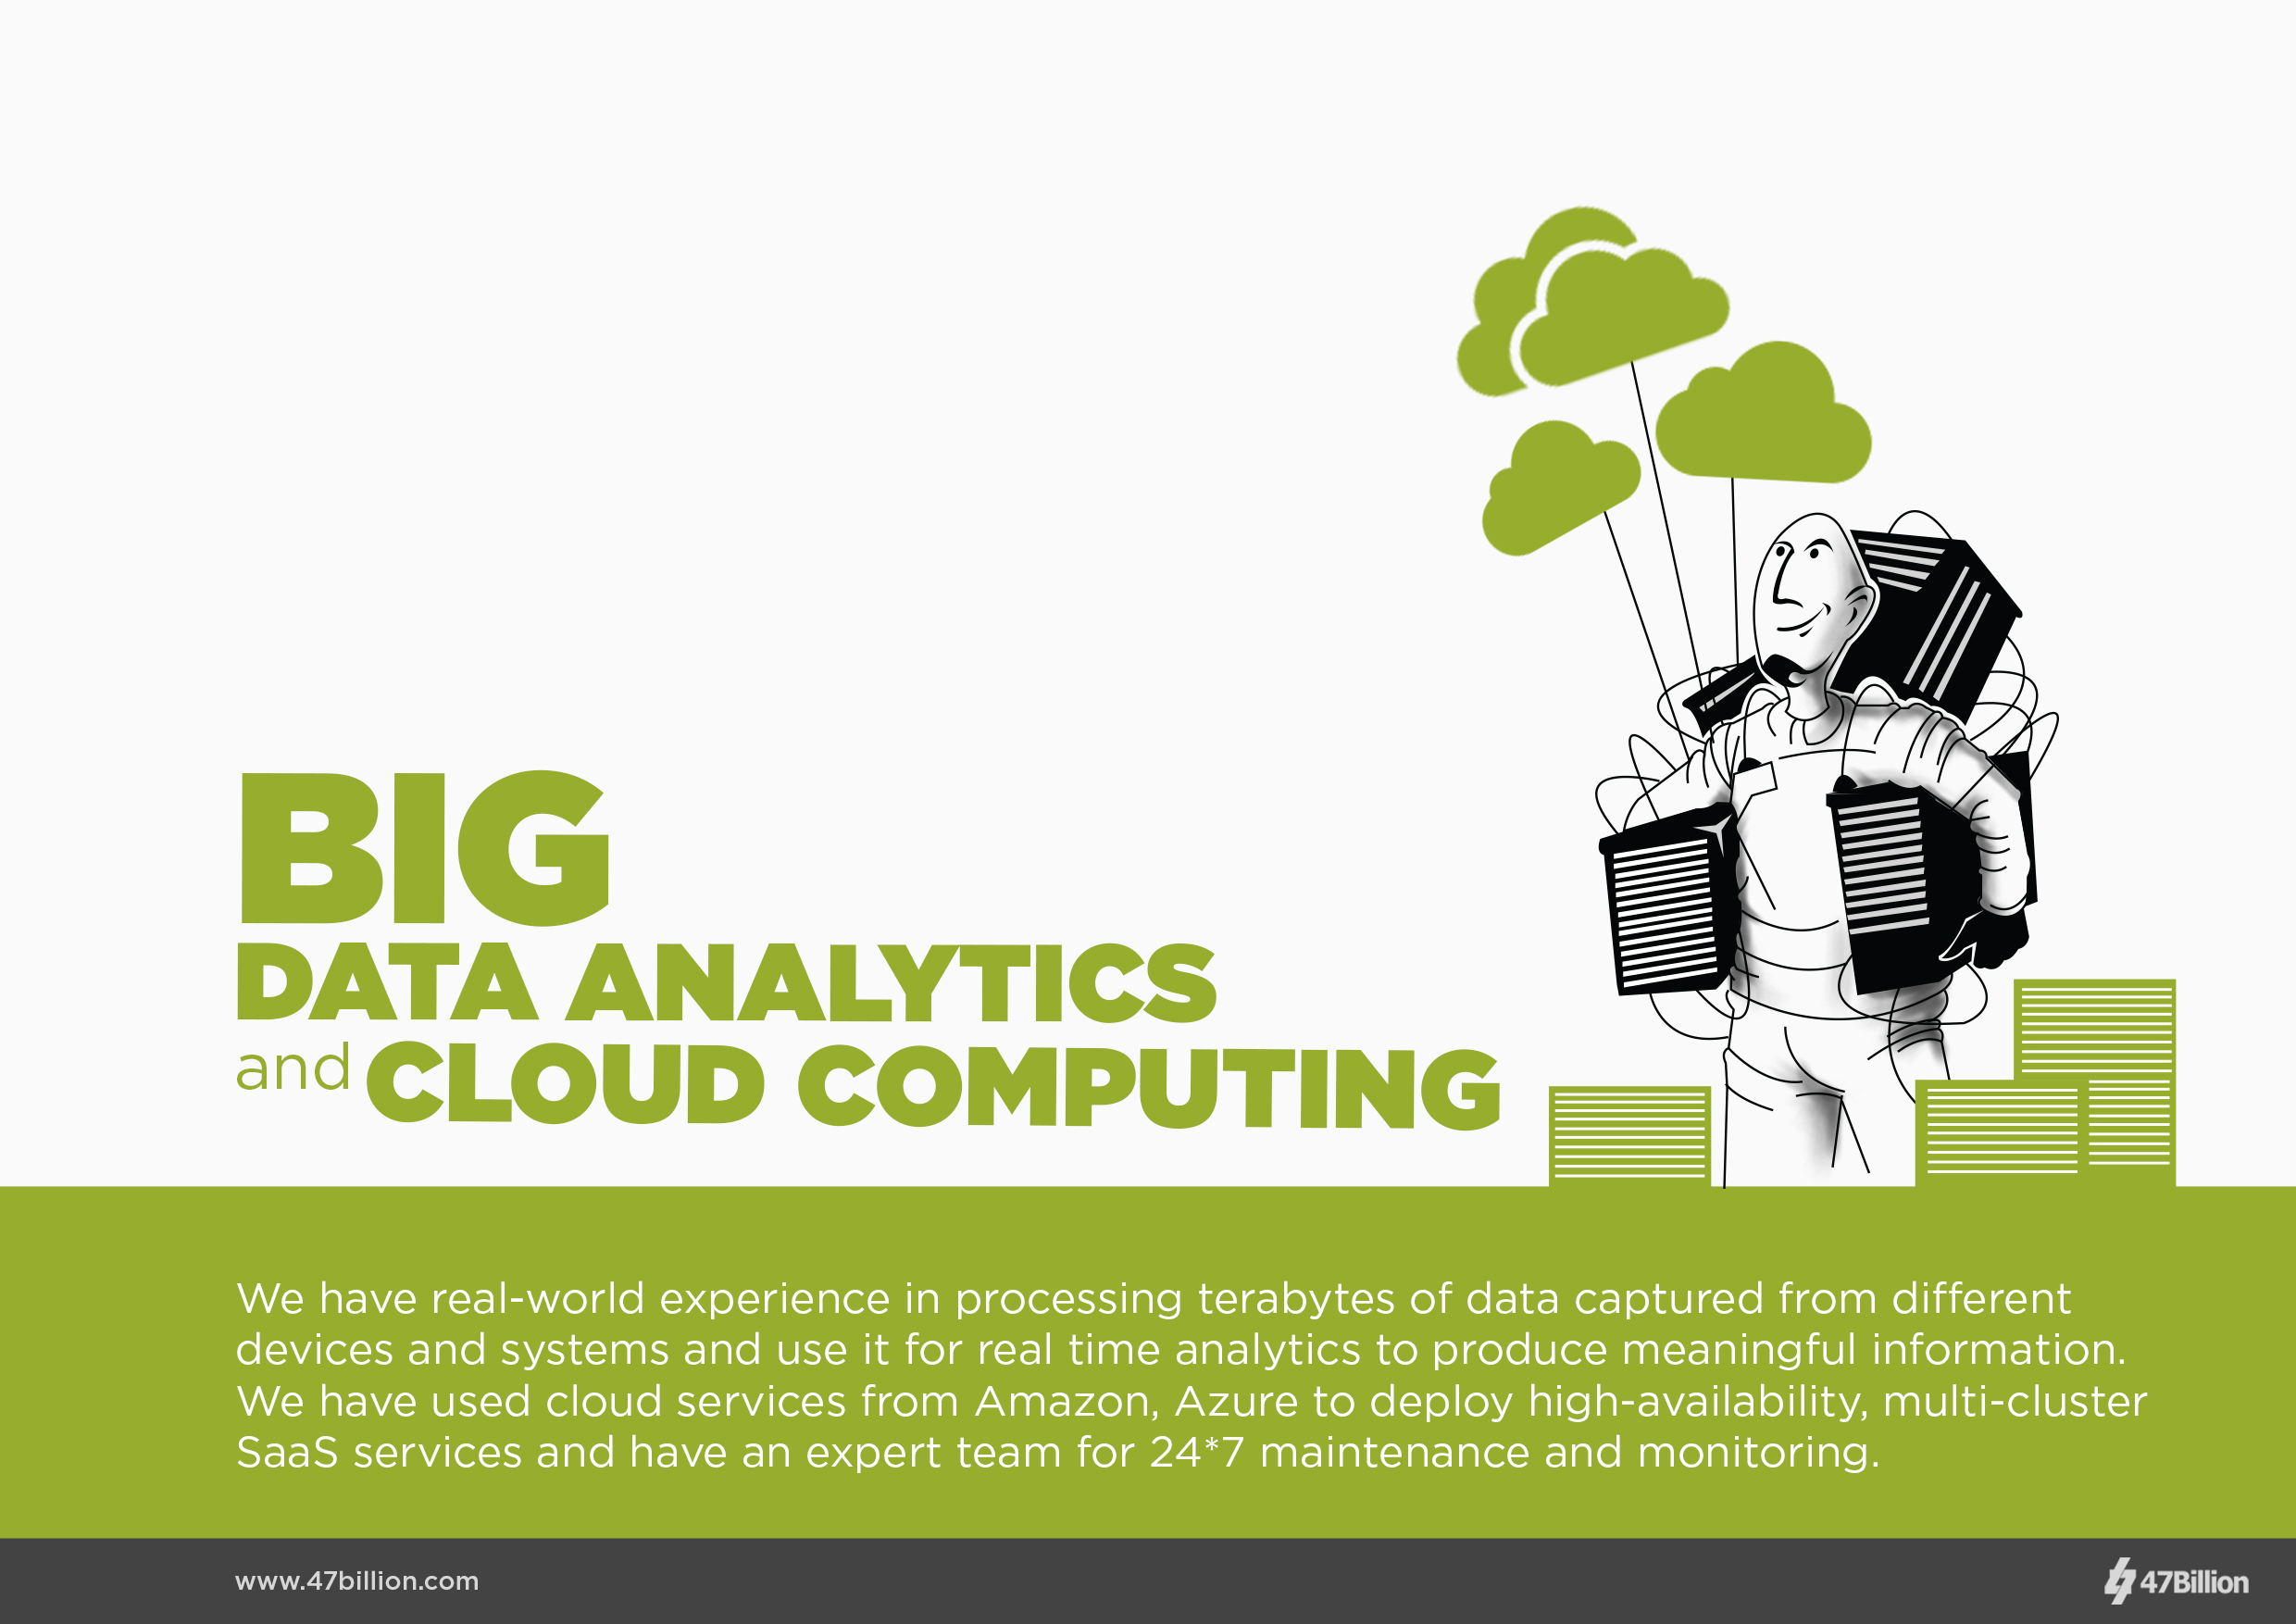 BIG
DATA ANALYTICS
and CLOUD COMPUTING
We have real-world experience in processing terabytes of data captured from different
devices and systems and use it for real time analytics to produce meaningful information.
We have used cloud services from Amazon, Azure to deploy high-availability, multi-cluster
SaaS services and have an expert team for 24*7 maintenance and monitoring.
www.47billion.com
47Billion